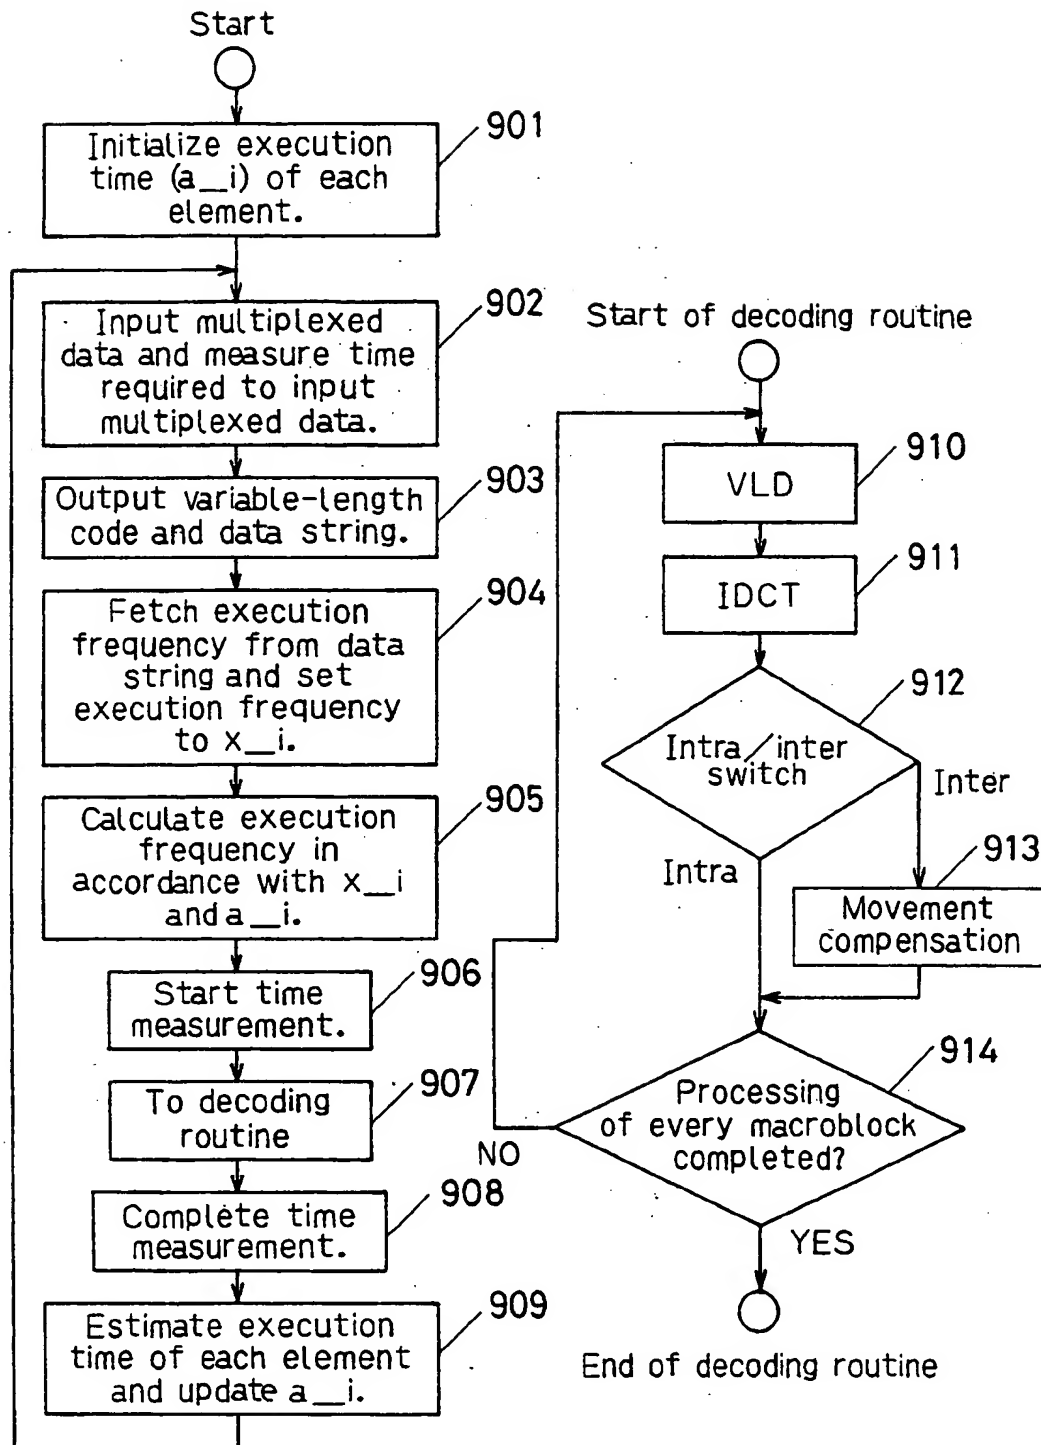 Start
901
Initialize execution
time (a__i) of each
element.
902
Input multiplexed
data and measure time
required to input
multiplexed data.
903
Output variable-length
code and data string.
904
Fetch execution
frequency from data
string and set
execution frequency
to x__i.
905
Calculate execution
frequency in
accordance with x__i
and a__i.
906
Start time
measurement.
907
To decoding
routine
908
Complete time
measurement.
909
Estimate execution
time of each element
and update a__i.
Start of decoding routine
910
VLD
911
IDCT
912
Intra/inter
switch
Inter
Intra
913
Movement
compensation
914
Processing
of every macroblock
completed?
NO
YES
End of decoding routine